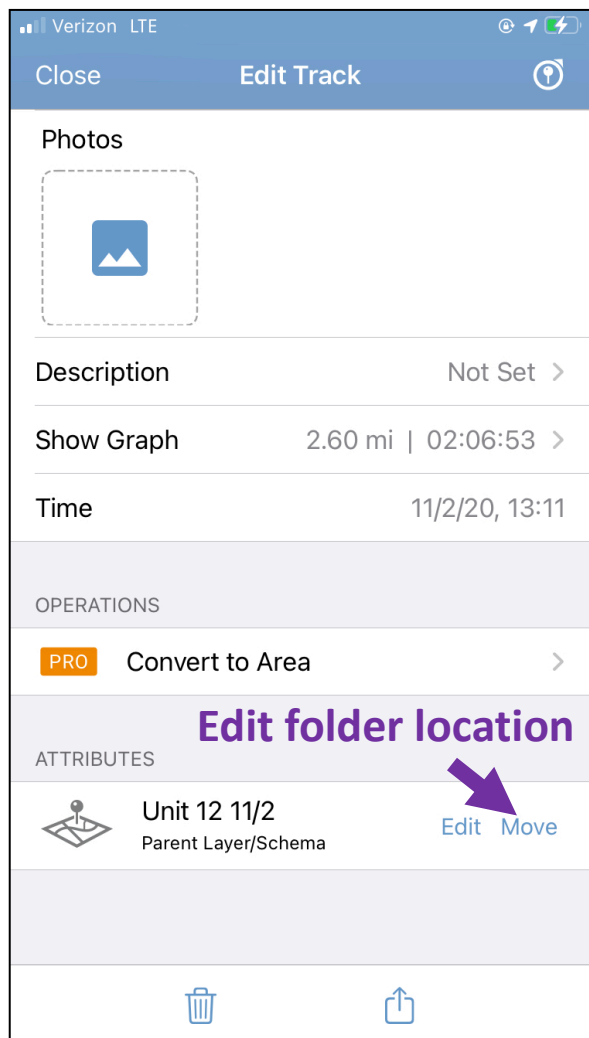 Verizon LTE
Close Edit Track
Photos
Description Not Set
Show Graph 2.60 mi | 02:06:53
Time 11/2/20, 13:11
OPERATIONS
PRO Convert to Area
Edit folder location
ATTRIBUTES
Unit 12 11/2
Parent Layer/Schema
Edit Move